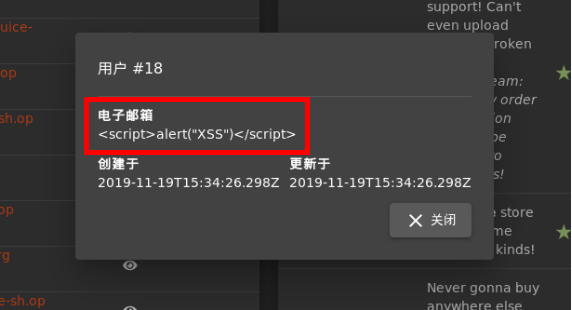 support! Can't
uice-
even upload
roken
op
eam:
order
sh.op
on
be
o
s!
用户 #18
电子邮箱
<script>alert("XSS")</script>
创建于
更新于
2019-11-19T15:34:26.298Z
2019-11-19T15:34:26.298Z
关闭
op
store
me
kinds!
rg
e-sh.op
Never gonna buy
anywhere else